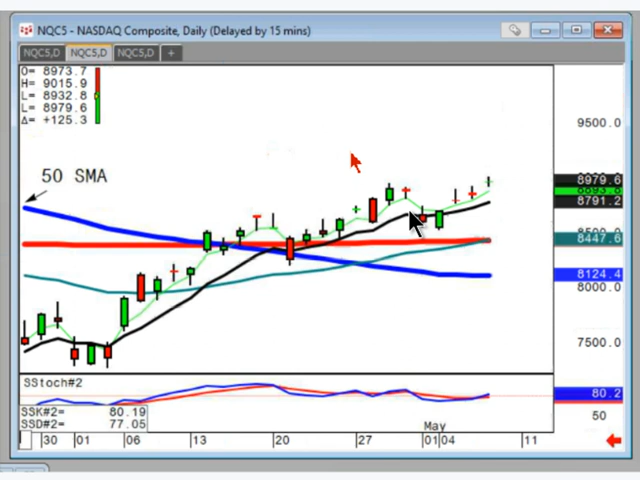 NQC5 - NASDAQ Composite, Daily (Delayed by 15 mins)
NQC5,D NQC5,D NQC5,D +
O= 8973.7
H= 9015.9
L= 8932.8
L= 8979.6
Δ= +125.3
50 SMA
9500.0
8979.6
8791.2
8447.6
8124.4
8000.0
7500.0
SStoch#2
SSK#2= 80.19
SSD#2= 77.05
80.2
50
May
30 01 06 13 20 27 01 04 11